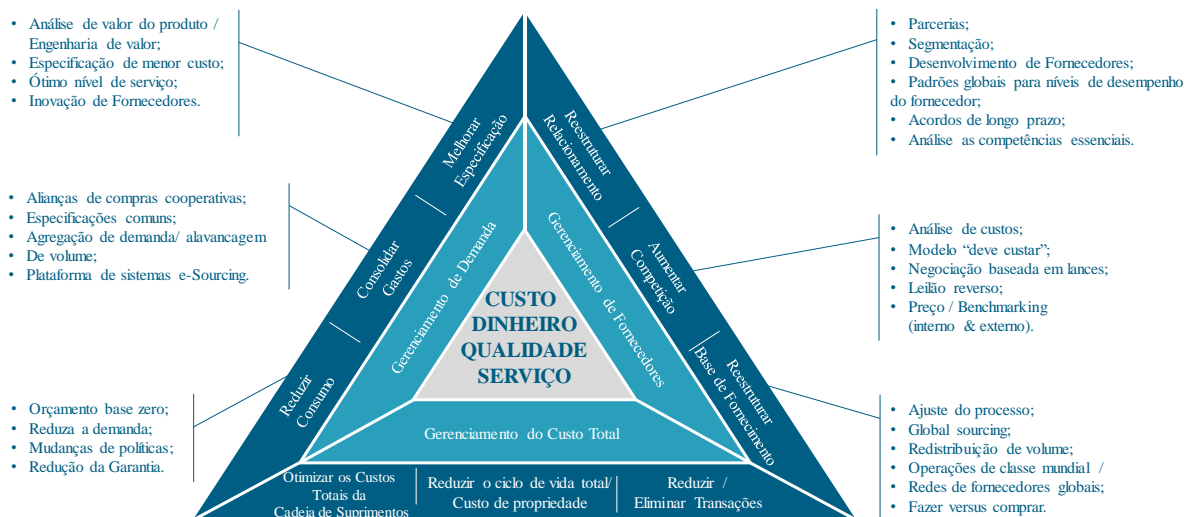 • Análise de valor do produto /
Engenharia de valor;
• Especificação de menor custo;
• Ótimo nível de serviço;
• Inovação de Fornecedores.
• Alianças de compras cooperativas;
• Especificações comuns;
• Agregação de demanda/ alavancagem
• De volume;
• Plataforma de sistemas e-Sourcing.
• Orçamento base zero;
• Reduza a demanda;
• Mudanças de políticas;
• Redução da Garantia.
Melhorar
Especificação
Consolidar
Gastos
Reduzir
Consumo
Gerenciamento de Demanda
CUSTO
DINHEIRO
QUALIDADE
SERVIÇO
Gerenciamento de Fornecedores
Gerenciamento do Custo Total
Reestruturar
Relacionamento
Aumentar
Competição
Reestruturar
Base de Fornecimento
Otimizar os Custos
Totais da
Cadeia de Suprimentos
Reduzir o ciclo de vida total/
Custo de propriedade
Reduzir /
Eliminar Transações
• Parcerias;
• Segmentação;
• Desenvolvimento de Fornecedores;
• Padrões globais para níveis de desempenho
do fornecedor;
• Acordos de longo prazo;
• Análise as competências essenciais.
• Análise de custos;
• Modelo “deve custar”;
• Negociação baseada em lances;
• Leilão reverso;
• Preço / Benchmarking
(interno & externo).
• Ajuste do processo;
• Global sourcing;
• Redistribuição de volume;
• Operações de classe mundial /
• Redes de fornecedores globais;
• Fazer versus comprar.